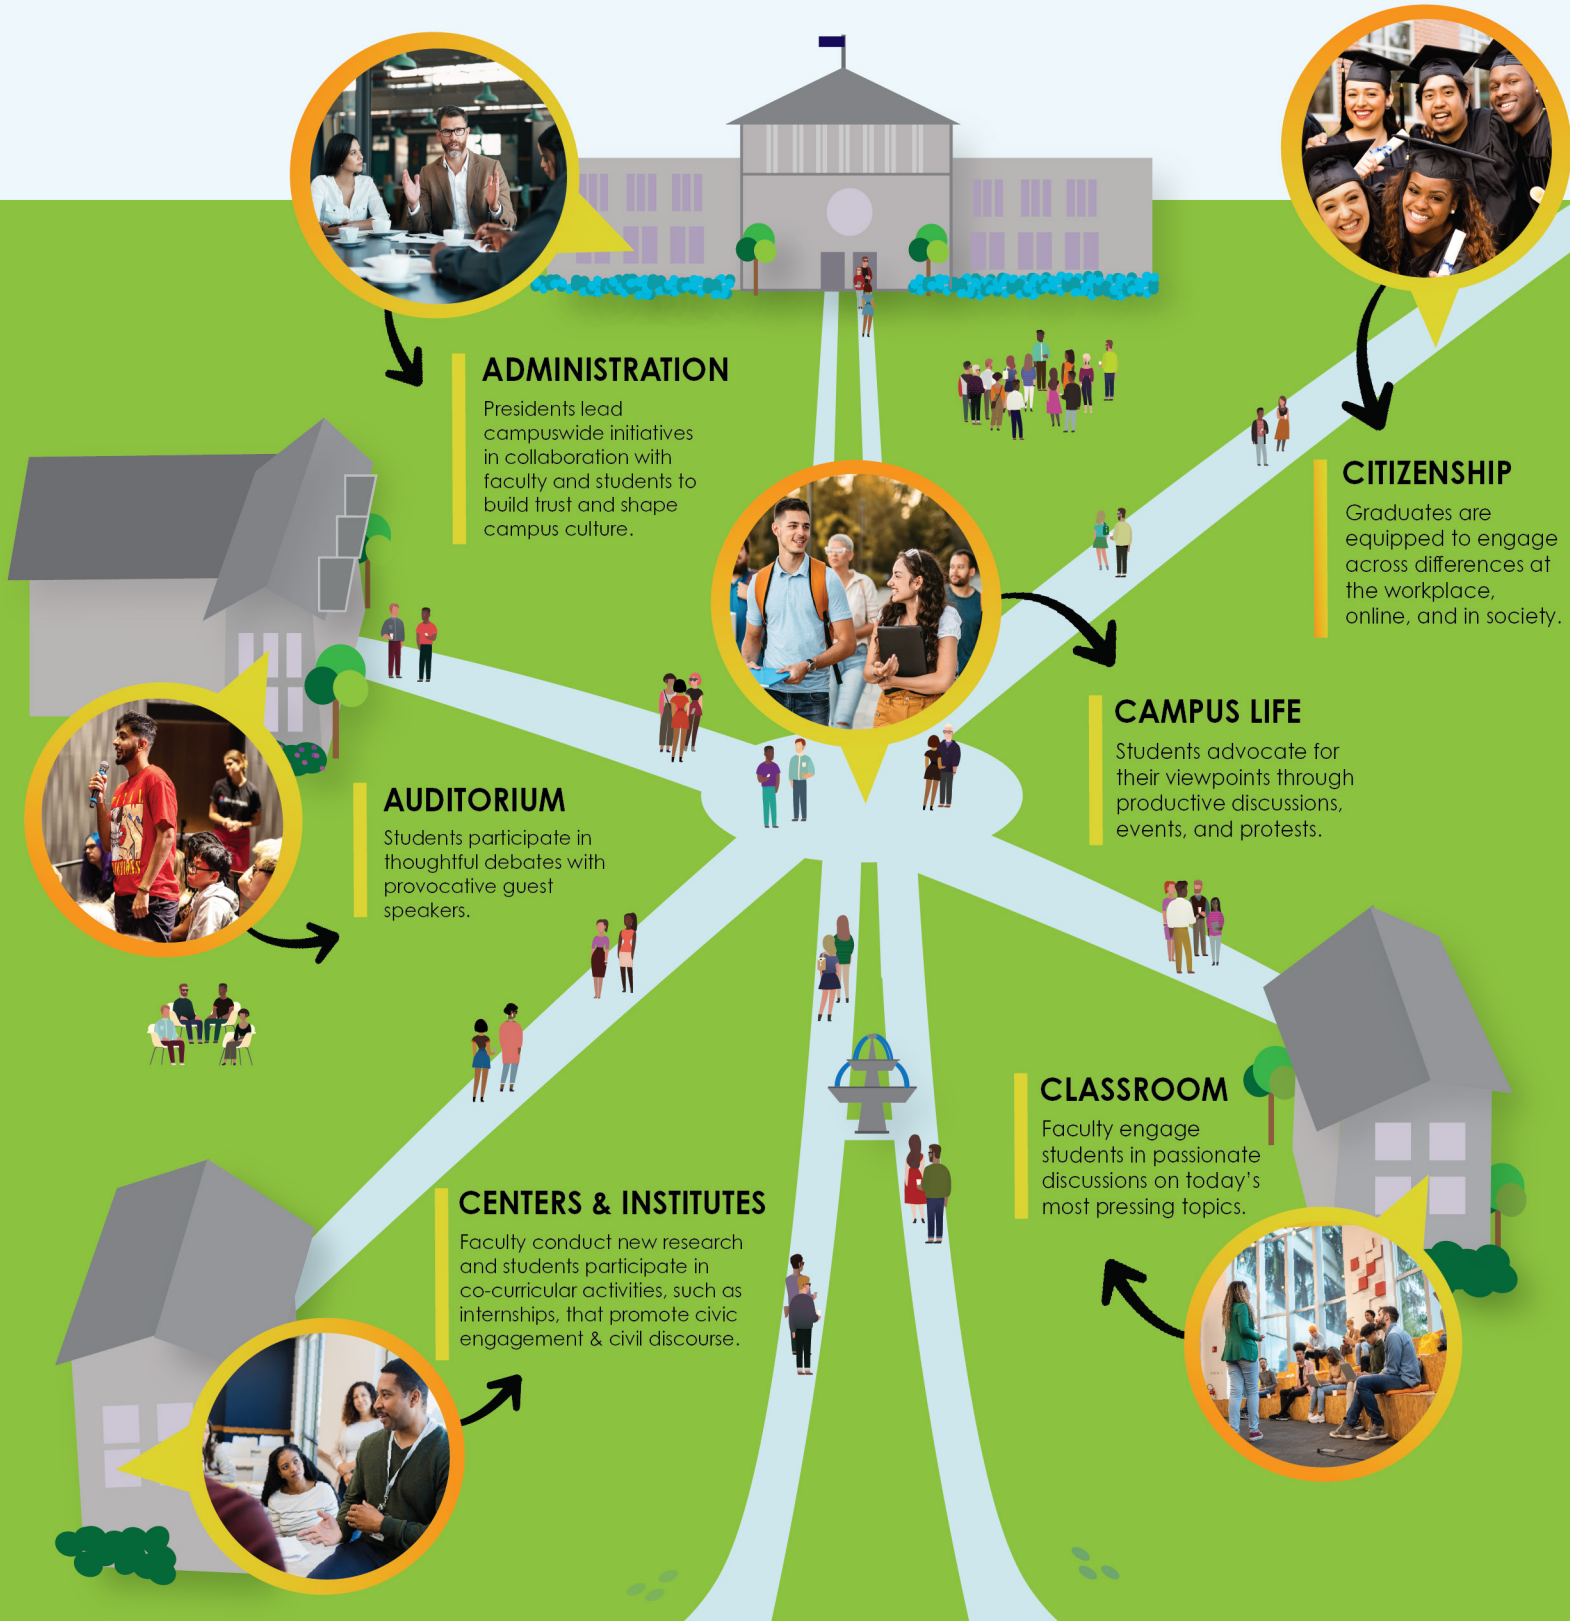 ADMINISTRATION
Presidents lead
campuswide initiatives
in collaboration with
faculty and students to
build trust and shape
campus culture.
CITIZENSHIP
Graduates are
equipped to engage
across differences at
the workplace,
online, and in society.
CAMPUS LIFE
Students advocate for
their viewpoints through
productive discussions,
events, and protests.
AUDITORIUM
Students participate in
thoughtful debates with
provocative guest
speakers.
CLASSROOM
Faculty engage
students in passionate
discussions on today's
most pressing topics.
CENTERS & INSTITUTES
Faculty conduct new research
and students participate in
co-curricular activities, such as
internships, that promote civic
engagement & civil discourse.